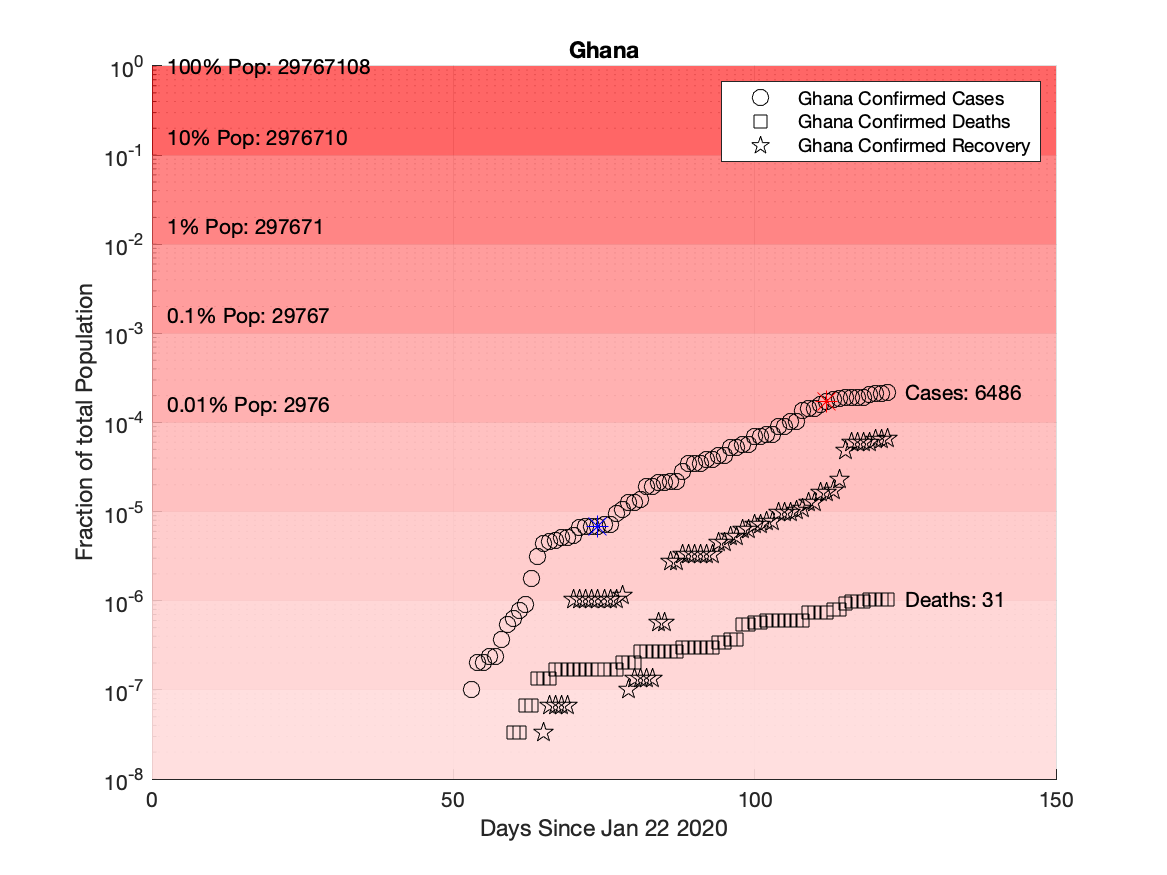 Ghana
10^0
100% Pop: 29767108
Ghana Confirmed Cases
Ghana Confirmed Deaths
Ghana Confirmed Recovery
10% Pop: 2976710
10^-1
1% Pop: 297671
10^-2
0.1% Pop: 29767
10^-3
Cases: 6486
0.01% Pop: 2976
10^-4
10^-5
10^-6
Deaths: 31
10^-7
10^-8
Fraction of total Population
0
50
100
150
Days Since Jan 22 2020